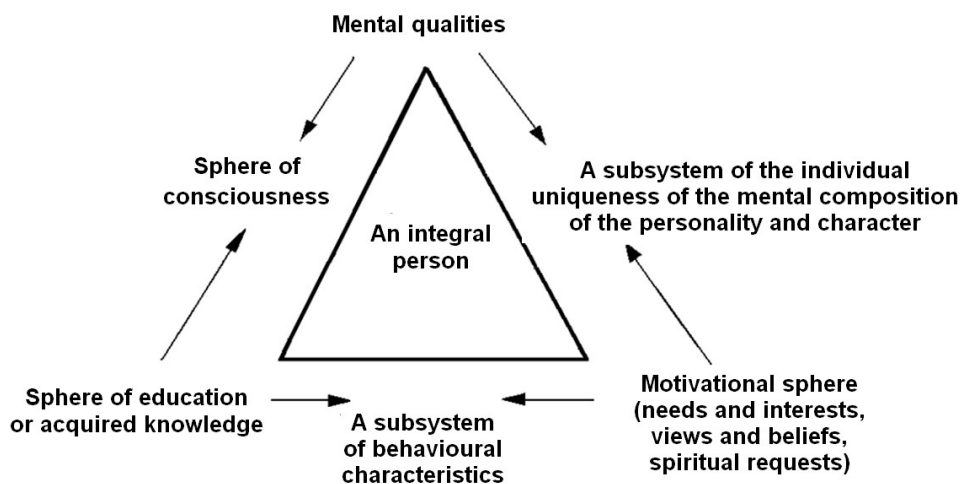 Mental qualities
Sphere of
consciousness
A subsystem of the individual
uniqueness of the mental composition
of the personality and character
An integral
person
Sphere of education
or acquired knowledge
A subsystem
of behavioural
characteristics
Motivational sphere
(needs and interests,
views and beliefs,
spiritual requests)